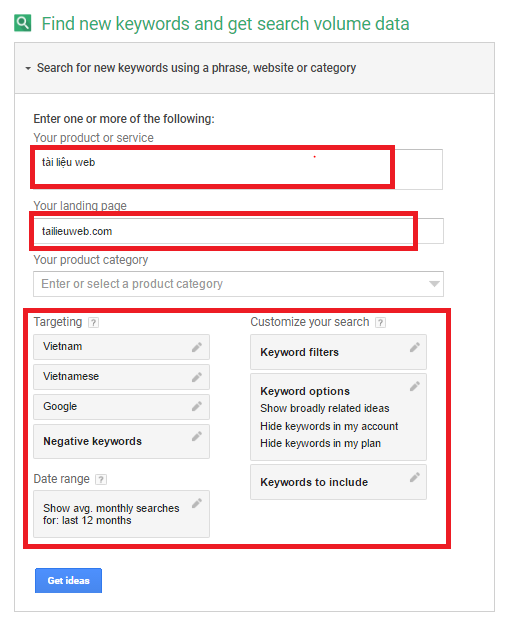 Find new keywords and get search volume data
Search for new keywords using a phrase, website or category
Enter one or more of the following:
Your product or service
tài liệu web
Your landing page
tailieuweb.com
Your product category
Enter or select a product category
Targeting ?
Vietnam
Vietnamese
Google
Negative keywords
Date range ?
Show avg. monthly searches
for: last 12 months
Customize your search ?
Keyword filters
Keyword options
Show broadly related ideas
Hide keywords in my account
Hide keywords in my plan
Keywords to include
Get ideas